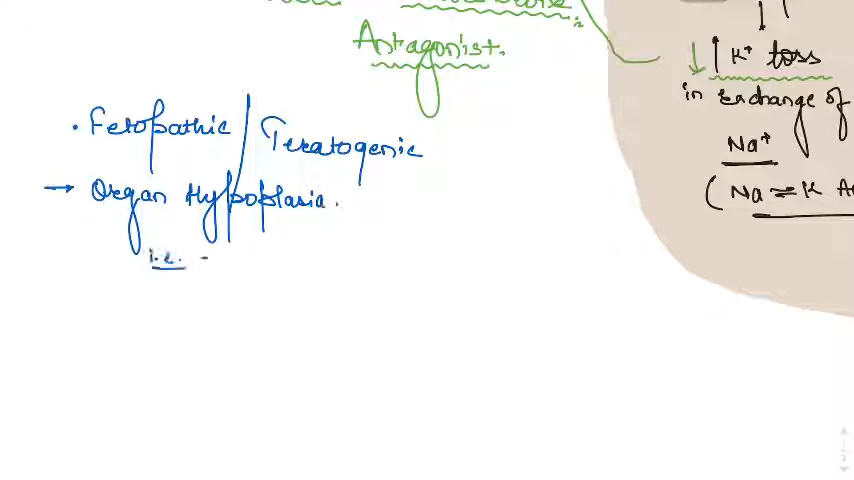 Antagonist.
• Fetopathic / Teratogenic
→ Organ Hypoplasia.
i.e. -
↓ ↑ K+ loss
in exchange of
Na+
( Na ⇌ K A